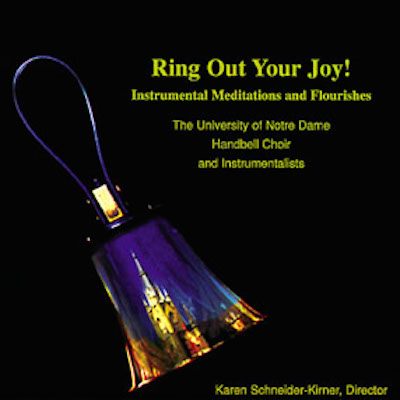 Ring Out Your Joy!
Instrumental Meditations and Flourishes
The University of Notre Dame
Handbell Choir
and Instrumentalists
Karen Schneider-Kirner, Director